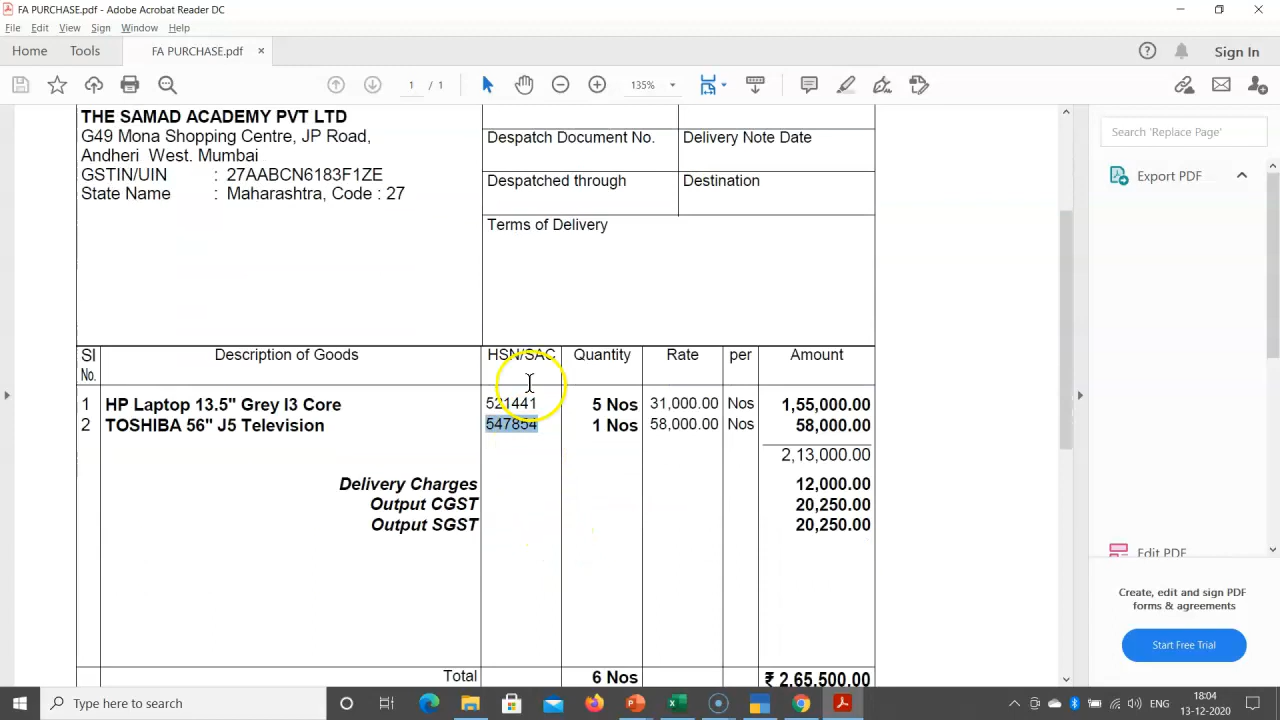 FA PURCHASE.pdf - Adobe Acrobat Reader DC
File Edit View Sign Window Help
Home Tools FA PURCHASE.pdf × Sign In
1 / 1 135%
THE SAMAD ACADEMY PVT LTD
G49 Mona Shopping Centre, JP Road,
Andheri West. Mumbai
GSTIN/UIN : 27AABCN6183F1ZE
State Name : Maharashtra, Code : 27
Despatch Document No. Delivery Note Date
Despatched through Destination
Terms of Delivery
Search 'Replace Page'
Export PDF
Sl No. Description of Goods HSN/SAC Quantity Rate per Amount
1 HP Laptop 13.5" Grey I3 Core 521441 5 Nos 31,000.00 Nos 1,55,000.00
2 TOSHIBA 56" J5 Television 547854 1 Nos 58,000.00 Nos 58,000.00
2,13,000.00
Delivery Charges 12,000.00
Output CGST 20,250.00
Output SGST 20,250.00
Total 6 Nos ₹ 2,65,500.00
Edit PDF
Create, edit and sign PDF
forms & agreements
Start Free Trial
Type here to search
ENG
18:04
13-12-2020